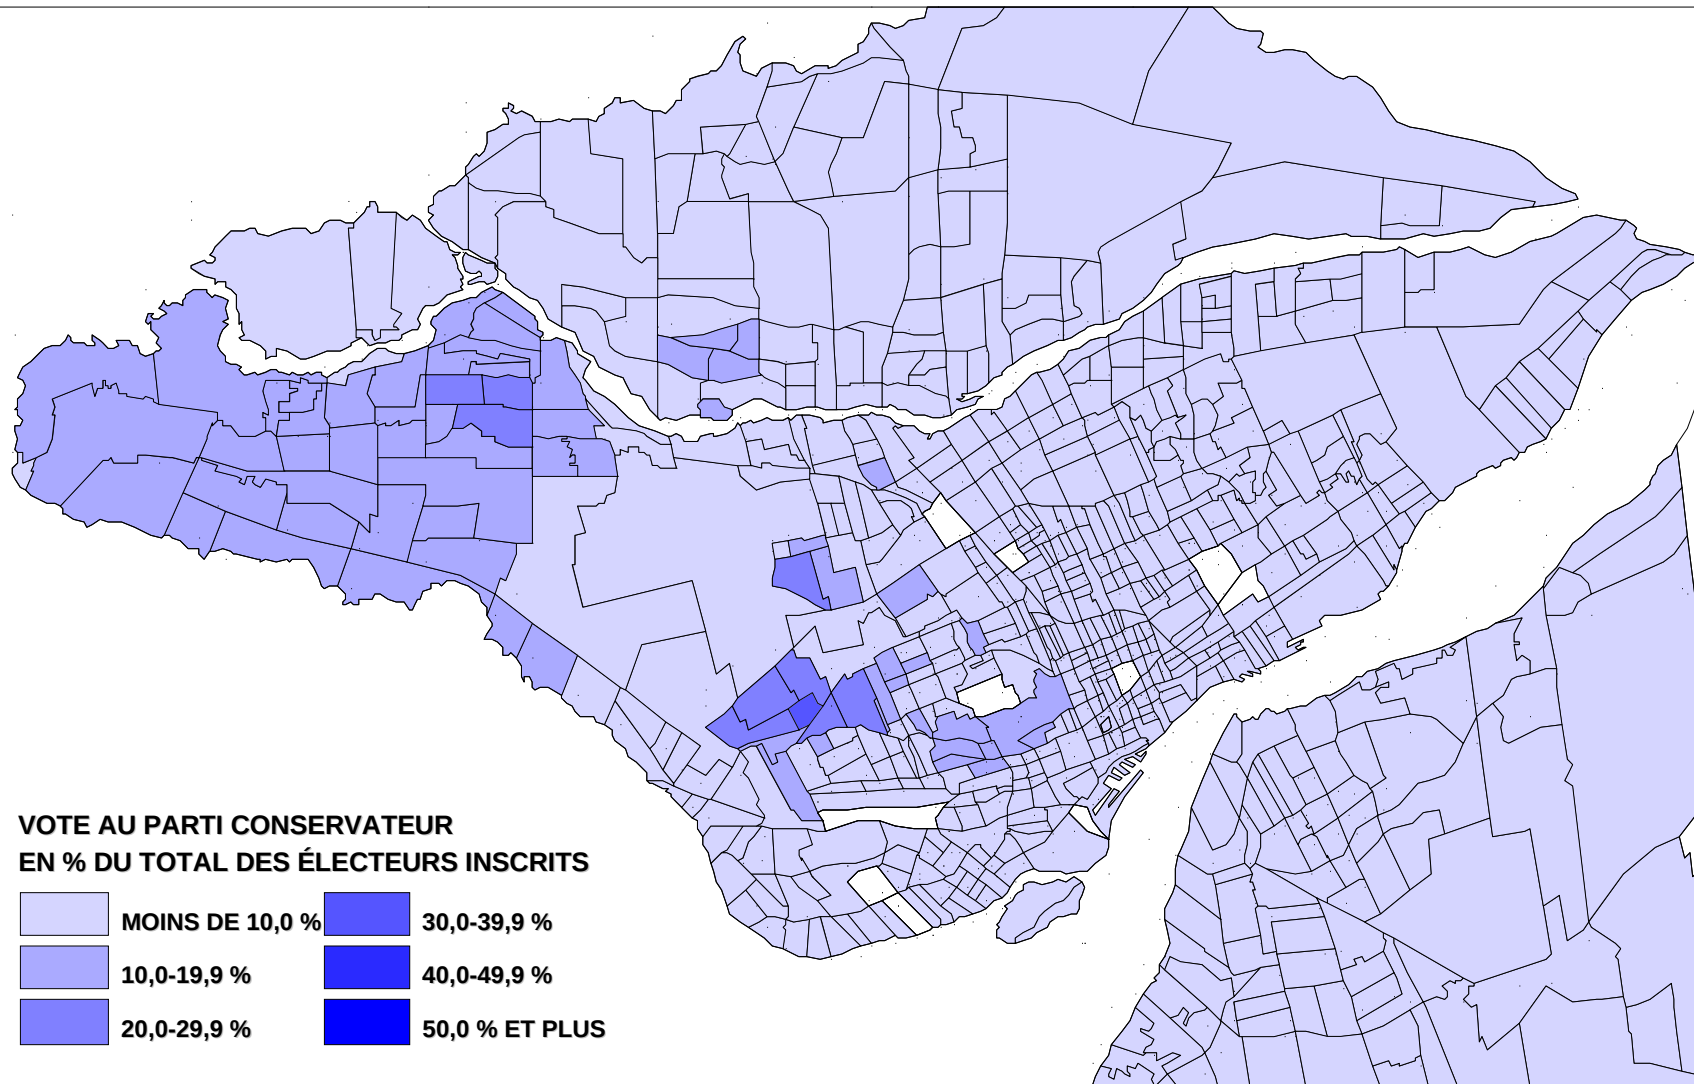 VOTE AU PARTI CONSERVATEUR
EN % DU TOTAL DES ÉLECTEURS INSCRITS
MOINS DE 10,0 %
10,0-19,9 %
20,0-29,9 %
30,0-39,9 %
40,0-49,9 %
50,0 % ET PLUS